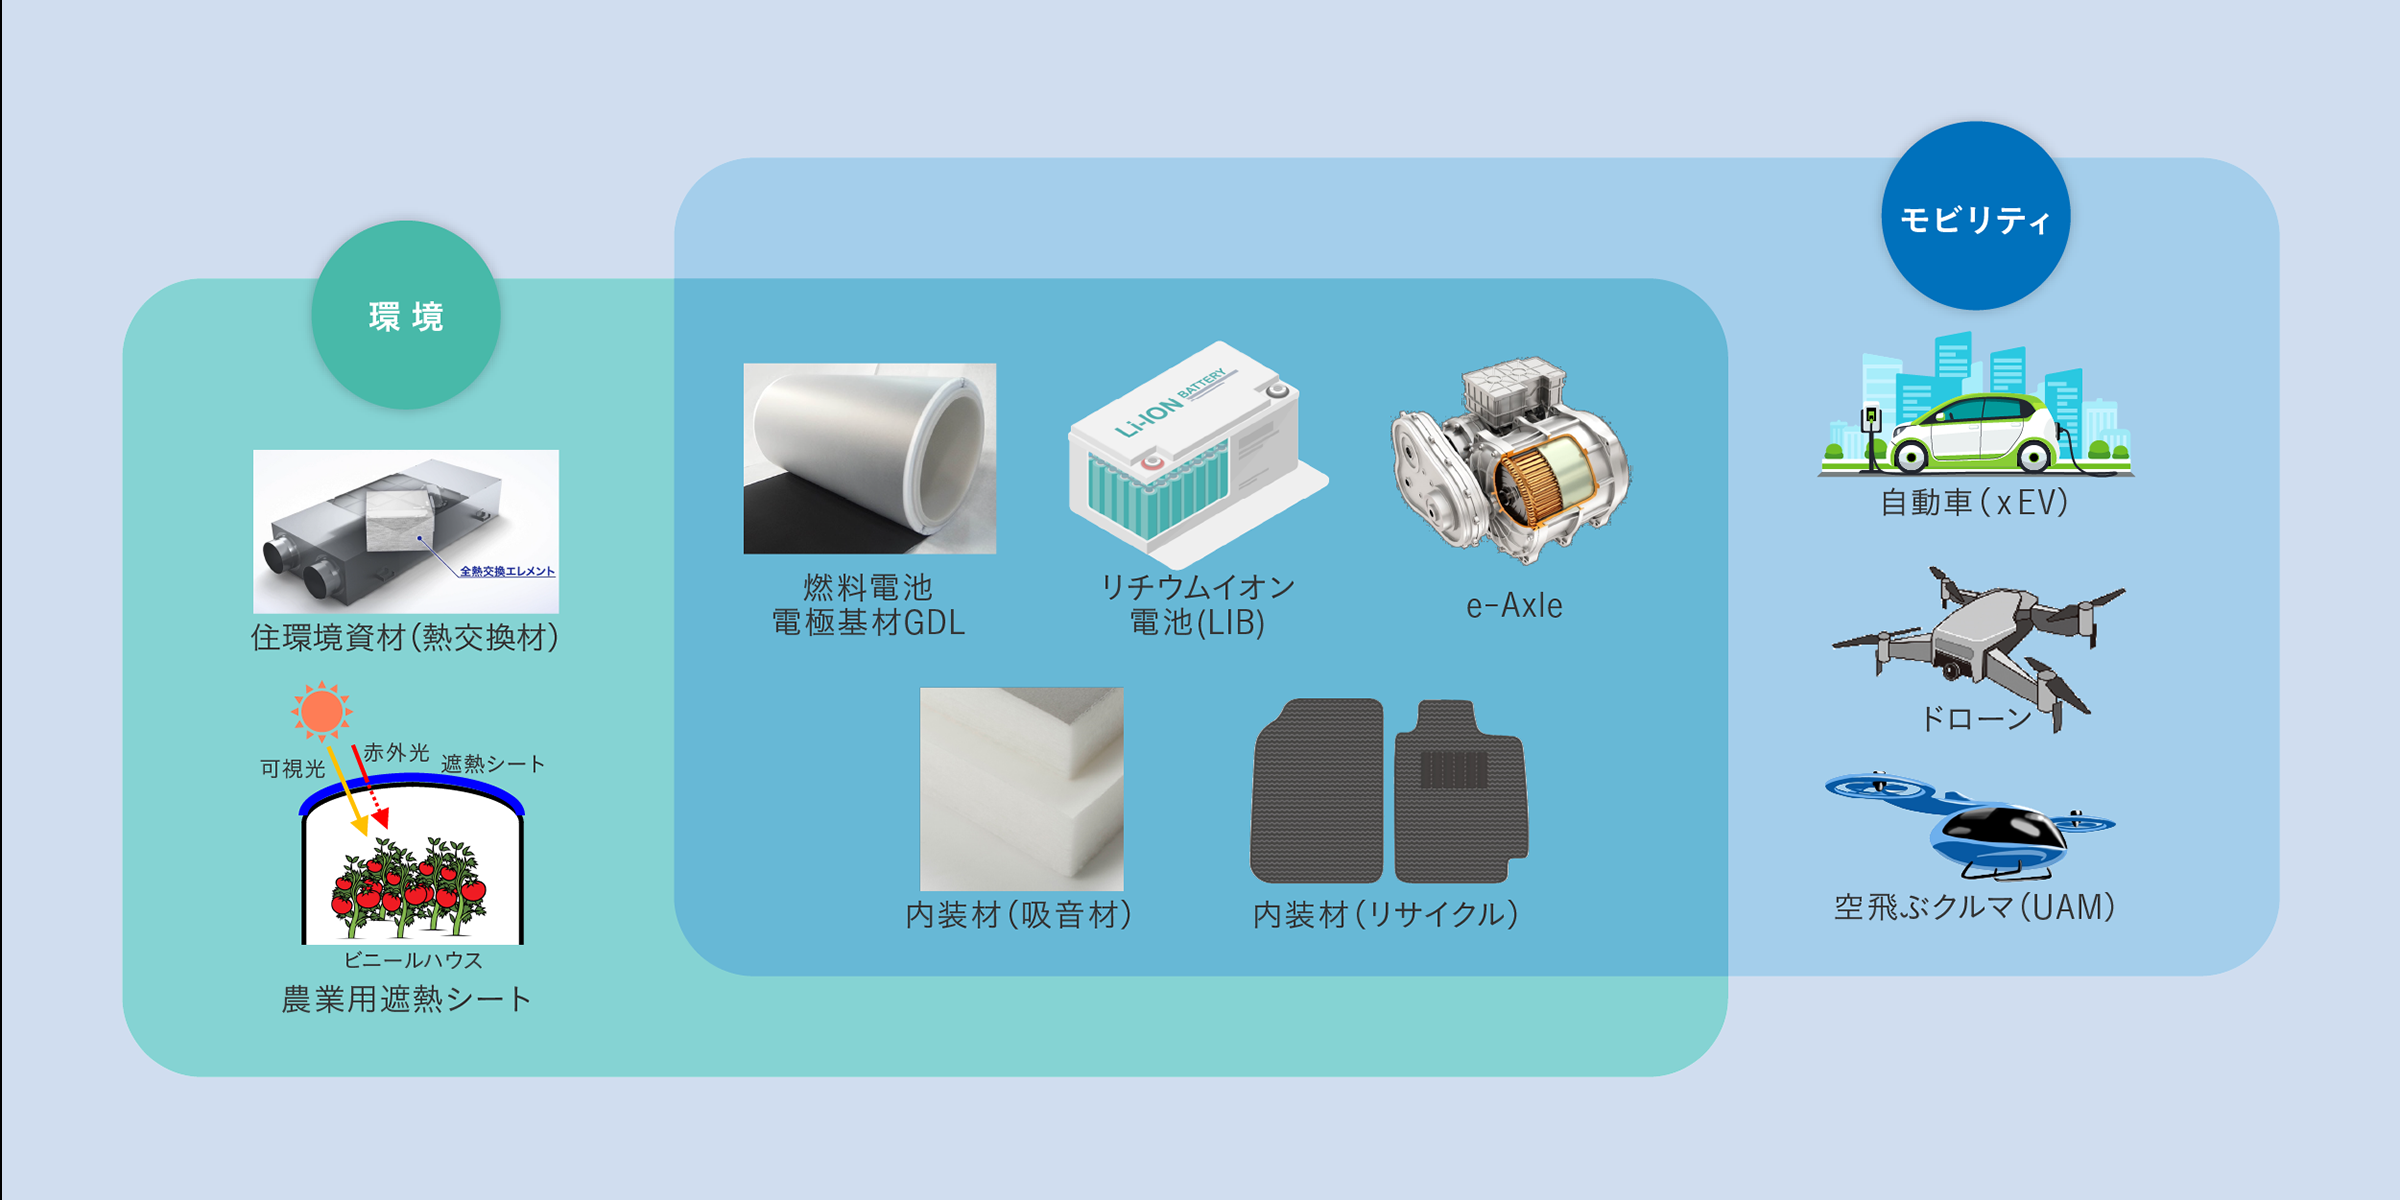 モビリティ
環境
Li-ION BATTERY
全熱交換エレメント
住環境資材(熱交換材)
可視光
赤外光
遮熱シート
ビニールハウス
農業用遮熱シート
燃料電池
電極基材GDL
リチウムイオン
電池(LIB)
e-Axle
内装材(吸音材)
内装材(リサイクル)
自動車(xEV)
ドローン
空飛ぶクルマ(UAM)